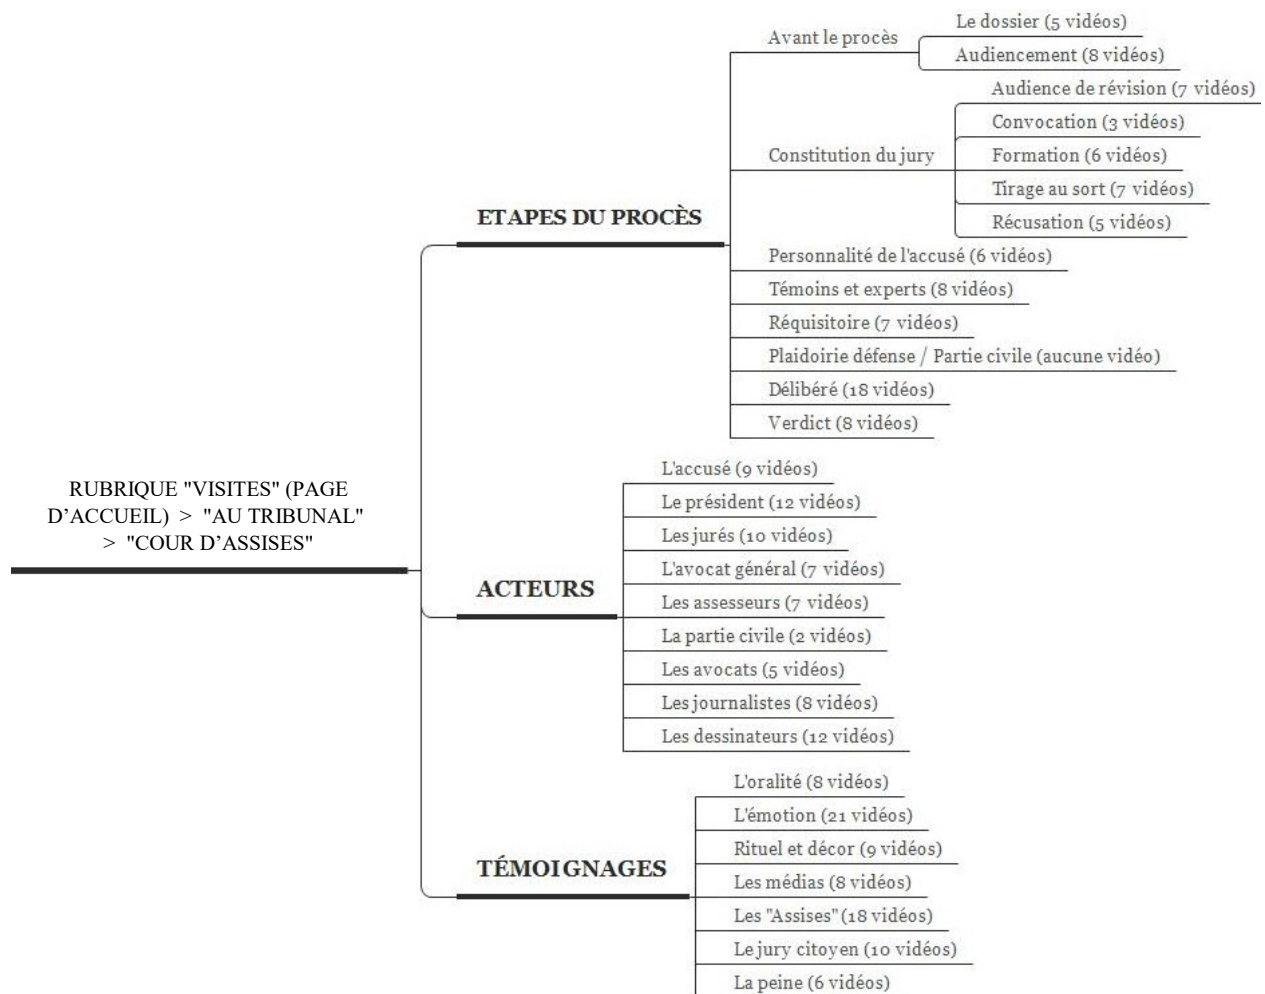 RUBRIQUE "VISITES" (PAGE
D’ACCUEIL) > "AU TRIBUNAL"
> "COUR D’ASSISES"
ETAPES DU PROCÈS
Avant le procès
Le dossier (5 vidéos)
Audiencement (8 vidéos)
Constitution du jury
Audience de révision (7 vidéos)
Convocation (3 vidéos)
Formation (6 vidéos)
Tirage au sort (7 vidéos)
Récusation (5 vidéos)
Personnalité de l'accusé (6 vidéos)
Témoins et experts (8 vidéos)
Réquisitoire (7 vidéos)
Plaidoirie défense / Partie civile (aucune vidéo)
Délibéré (18 vidéos)
Verdict (8 vidéos)
ACTEURS
L'accusé (9 vidéos)
Le président (12 vidéos)
Les jurés (10 vidéos)
L'avocat général (7 vidéos)
Les assesseurs (7 vidéos)
La partie civile (2 vidéos)
Les avocats (5 vidéos)
Les journalistes (8 vidéos)
Les dessinateurs (12 vidéos)
TÉMOIGNAGES
L'oralité (8 vidéos)
L'émotion (21 vidéos)
Rituel et décor (9 vidéos)
Les médias (8 vidéos)
Les "Assises" (18 vidéos)
Le jury citoyen (10 vidéos)
La peine (6 vidéos)